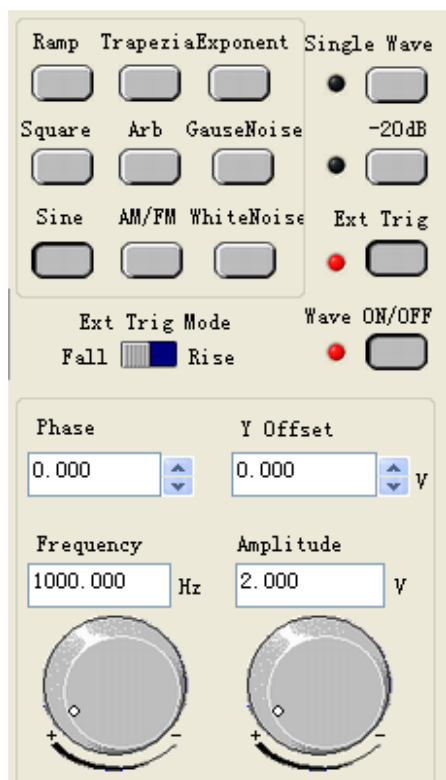 Ramp TrapeziaExponent Single Wave
Square Arb GauseNoise -20dB
Sine AM/FM WhiteNoise Ext Trig
Ext Trig Mode Wave ON/OFF
Fall Rise
Phase Y Offset
0.000 0.000 V
Frequency Amplitude
1000.000 Hz 2.000 V
+ - + -